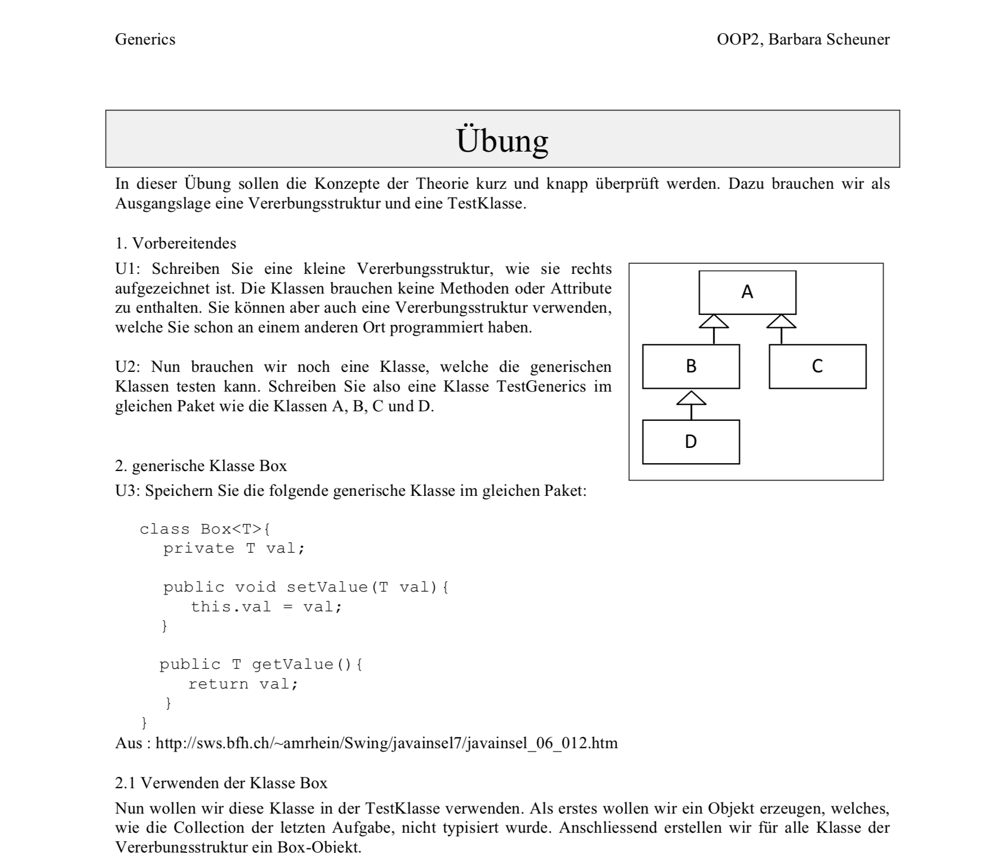 Generics OOP2, Barbara Scheuner
Übung
In dieser Übung sollen die Konzepte der Theorie kurz und knapp überprüft werden. Dazu brauchen wir als
Ausgangslage eine Vererbungsstruktur und eine TestKlasse.
1. Vorbereitendes
U1: Schreiben Sie eine kleine Vererbungsstruktur, wie sie rechts
aufgezeichnet ist. Die Klassen brauchen keine Methoden oder Attribute
zu enthalten. Sie können aber auch eine Vererbungsstruktur verwenden,
welche Sie schon an einem anderen Ort programmiert haben.
U2: Nun brauchen wir noch eine Klasse, welche die generischen
Klassen testen kann. Schreiben Sie also eine Klasse TestGenerics im
gleichen Paket wie die Klassen A, B, C und D.
A
B C
D
2. generische Klasse Box
U3: Speichern Sie die folgende generische Klasse im gleichen Paket:
class Box<T>{
private T val;
public void setValue(T val){
this.val = val;
}
public T getValue(){
return val;
}
}
Aus : http://sws.bfh.ch/~amrhein/Swing/javainsel7/javainsel_06_012.htm
2.1 Verwenden der Klasse Box
Nun wollen wir diese Klasse in der TestKlasse verwenden. Als erstes wollen wir ein Objekt erzeugen, welches,
wie die Collection der letzten Aufgabe, nicht typisiert wurde. Anschliessend erstellen wir für alle Klasse der
Vererbungsstruktur ein Box-Objekt.